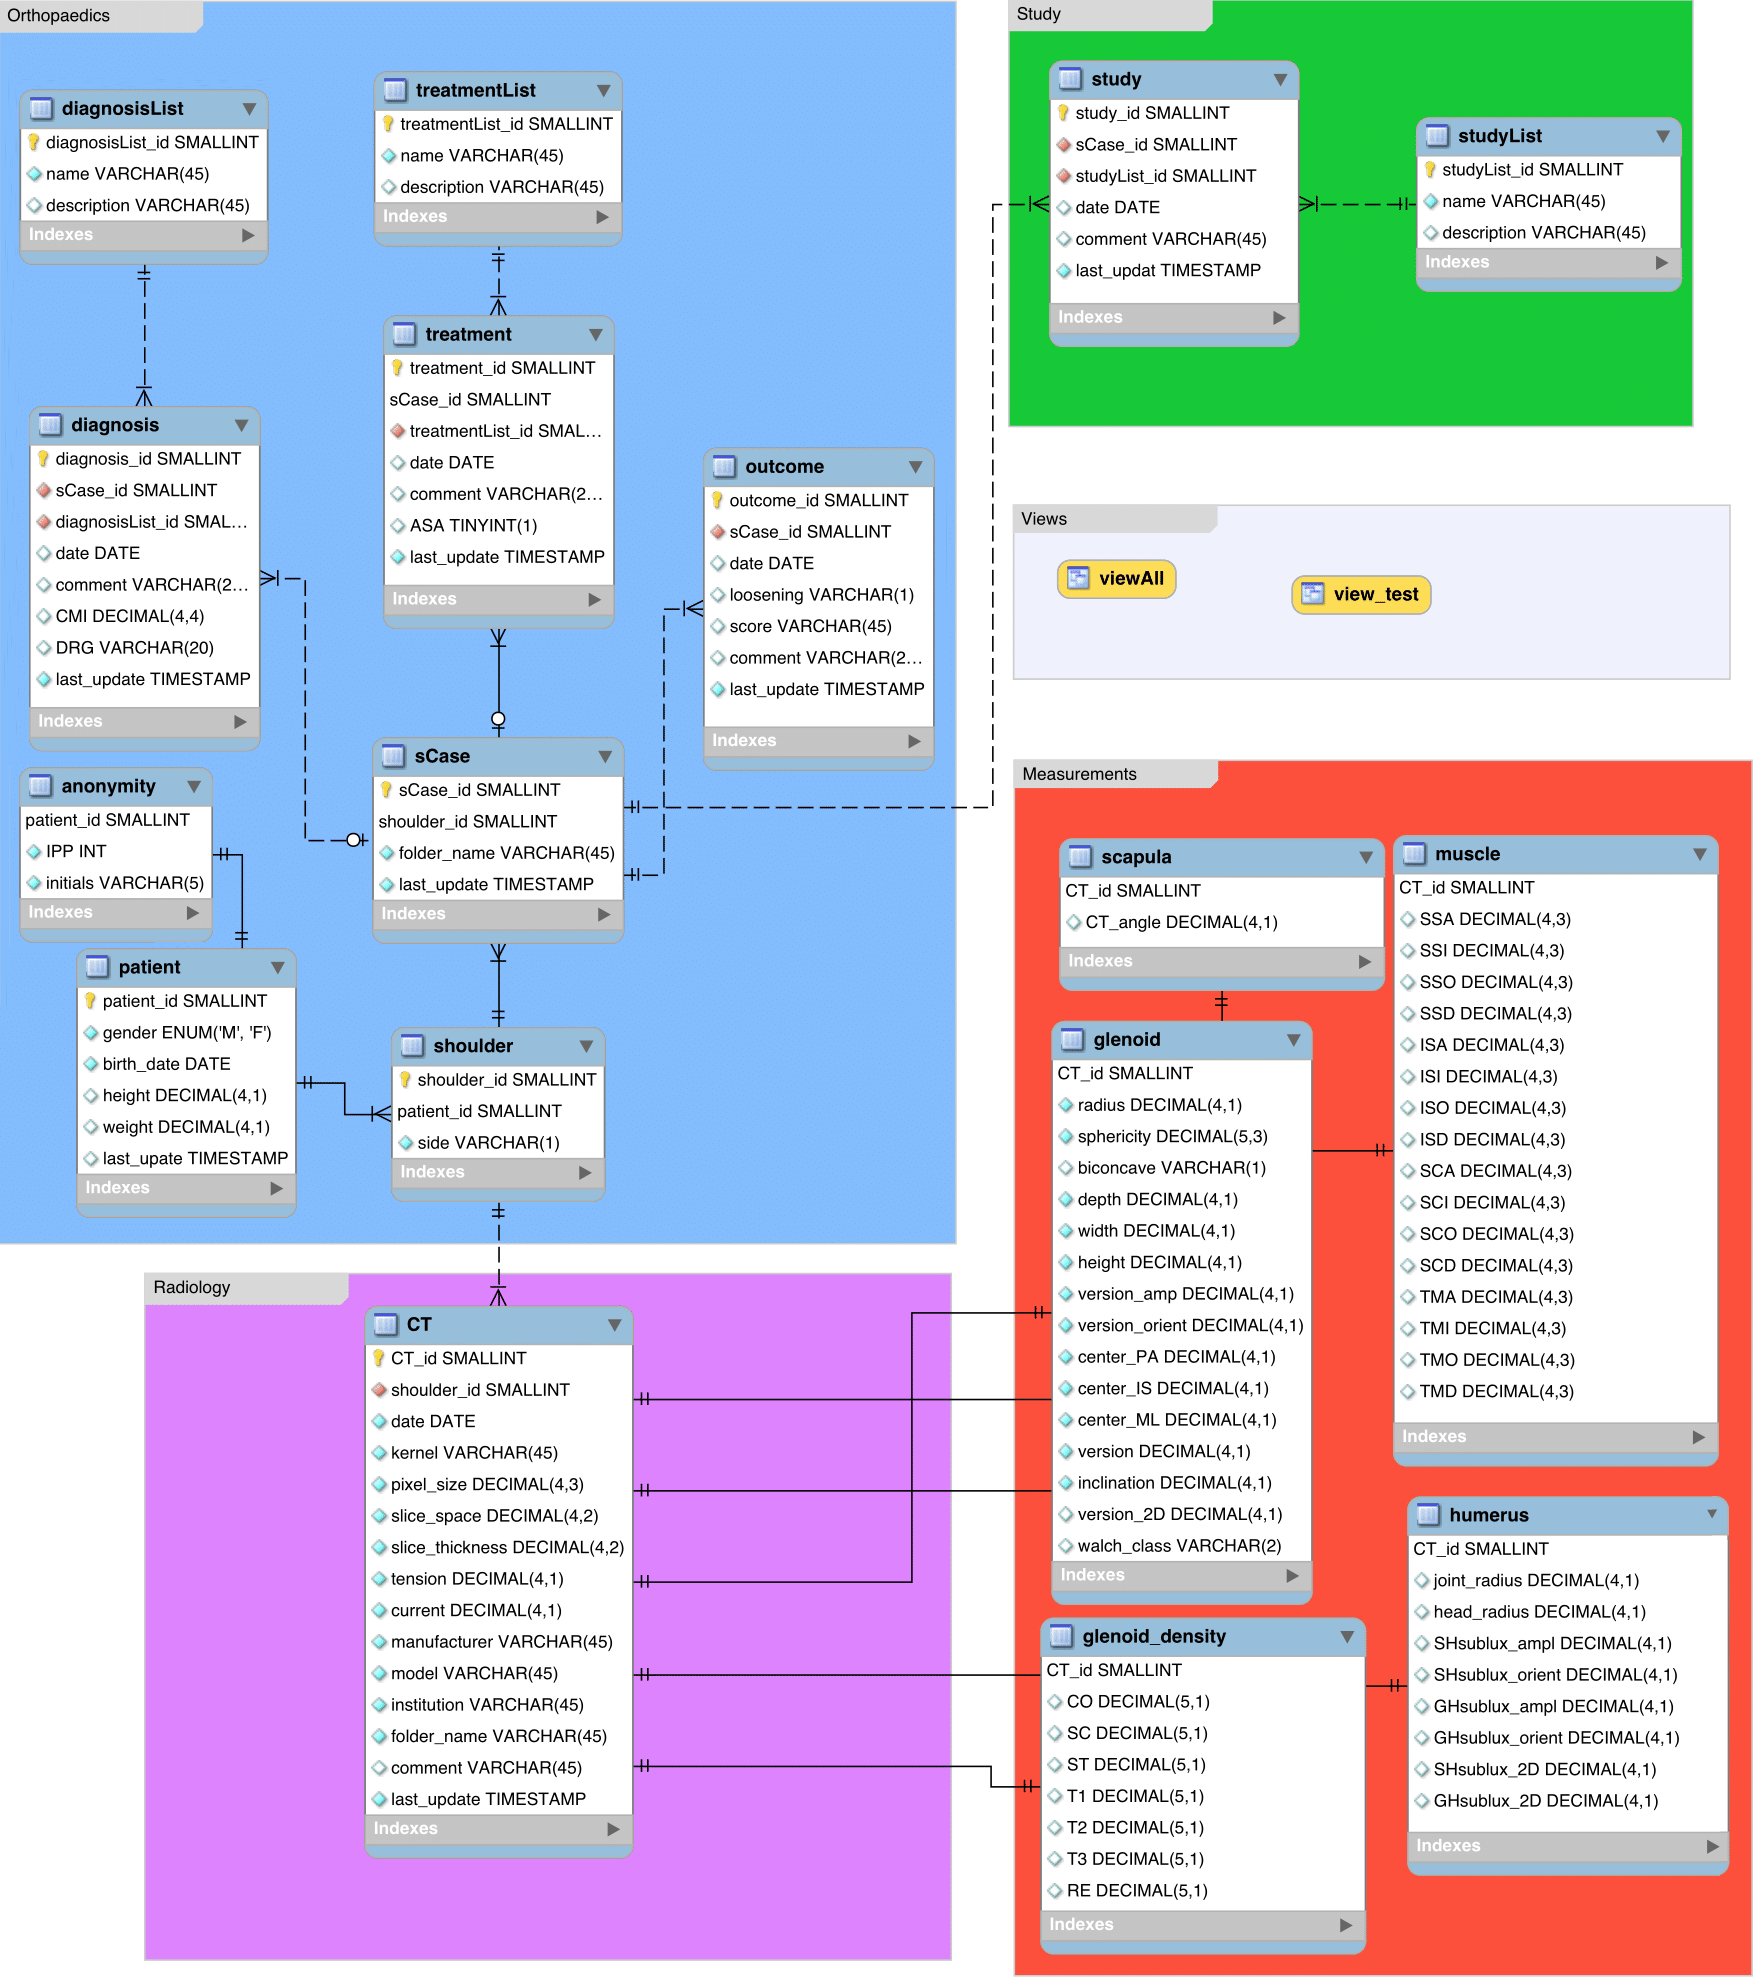 Orthopaedics
diagnosisList
diagnosisList_id SMALLINT
name VARCHAR(45)
description VARCHAR(45)
Indexes
treatmentList
treatmentList_id SMALLINT
name VARCHAR(45)
description VARCHAR(45)
Indexes
diagnosis
diagnosis_id SMALLINT
sCase_id SMALLINT
diagnosisList_id SMAL...
date DATE
comment VARCHAR(2...
CMI DECIMAL(4,4)
DRG VARCHAR(20)
last_update TIMESTAMP
Indexes
treatment
treatment_id SMALLINT
sCase_id SMALLINT
treatmentList_id SMAL...
date DATE
comment VARCHAR(2...
ASA TINYINT(1)
last_update TIMESTAMP
Indexes
outcome
outcome_id SMALLINT
sCase_id SMALLINT
date DATE
loosening VARCHAR(1)
score VARCHAR(45)
comment VARCHAR(2...
last_update TIMESTAMP
Indexes
anonymity
patient_id SMALLINT
IPP INT
initials VARCHAR(5)
Indexes
sCase
sCase_id SMALLINT
shoulder_id SMALLINT
folder_name VARCHAR(45)
last_update TIMESTAMP
Indexes
patient
patient_id SMALLINT
gender ENUM('M', 'F')
birth_date DATE
height DECIMAL(4,1)
weight DECIMAL(4,1)
last_upate TIMESTAMP
Indexes
shoulder
shoulder_id SMALLINT
patient_id SMALLINT
side VARCHAR(1)
Indexes
Study
study
study_id SMALLINT
sCase_id SMALLINT
studyList_id SMALLINT
date DATE
comment VARCHAR(45)
last_updat TIMESTAMP
Indexes
studyList
studyList_id SMALLINT
name VARCHAR(45)
description VARCHAR(45)
Indexes
Views
viewAll
view_test
Radiology
CT
CT_id SMALLINT
shoulder_id SMALLINT
date DATE
kernel VARCHAR(45)
pixel_size DECIMAL(4,3)
slice_space DECIMAL(4,2)
slice_thickness DECIMAL(4,2)
tension DECIMAL(4,1)
current DECIMAL(4,1)
manufacturer VARCHAR(45)
model VARCHAR(45)
institution VARCHAR(45)
folder_name VARCHAR(45)
comment VARCHAR(45)
last_update TIMESTAMP
Indexes
Measurements
scapula
CT_id SMALLINT
CT_angle DECIMAL(4,1)
Indexes
muscle
CT_id SMALLINT
SSA DECIMAL(4,3)
SSI DECIMAL(4,3)
SSO DECIMAL(4,3)
SSD DECIMAL(4,3)
ISA DECIMAL(4,3)
ISI DECIMAL(4,3)
ISO DECIMAL(4,3)
ISD DECIMAL(4,3)
SCA DECIMAL(4,3)
SCI DECIMAL(4,3)
SCO DECIMAL(4,3)
SCD DECIMAL(4,3)
TMA DECIMAL(4,3)
TMI DECIMAL(4,3)
TMO DECIMAL(4,3)
TMD DECIMAL(4,3)
Indexes
glenoid
CT_id SMALLINT
radius DECIMAL(4,1)
sphericity DECIMAL(5,3)
biconcave VARCHAR(1)
depth DECIMAL(4,1)
width DECIMAL(4,1)
height DECIMAL(4,1)
version_amp DECIMAL(4,1)
version_orient DECIMAL(4,1)
center_PA DECIMAL(4,1)
center_IS DECIMAL(4,1)
center_ML DECIMAL(4,1)
version DECIMAL(4,1)
inclination DECIMAL(4,1)
version_2D DECIMAL(4,1)
walch_class VARCHAR(2)
Indexes
humerus
CT_id SMALLINT
joint_radius DECIMAL(4,1)
head_radius DECIMAL(4,1)
SHsublux_ampl DECIMAL(4,1)
SHsublux_orient DECIMAL(4,1)
GHsublux_ampl DECIMAL(4,1)
GHsublux_orient DECIMAL(4,1)
SHsublux_2D DECIMAL(4,1)
GHsublux_2D DECIMAL(4,1)
Indexes
glenoid_density
CT_id SMALLINT
CO DECIMAL(5,1)
SC DECIMAL(5,1)
ST DECIMAL(5,1)
T1 DECIMAL(5,1)
T2 DECIMAL(5,1)
T3 DECIMAL(5,1)
RE DECIMAL(5,1)
Indexes